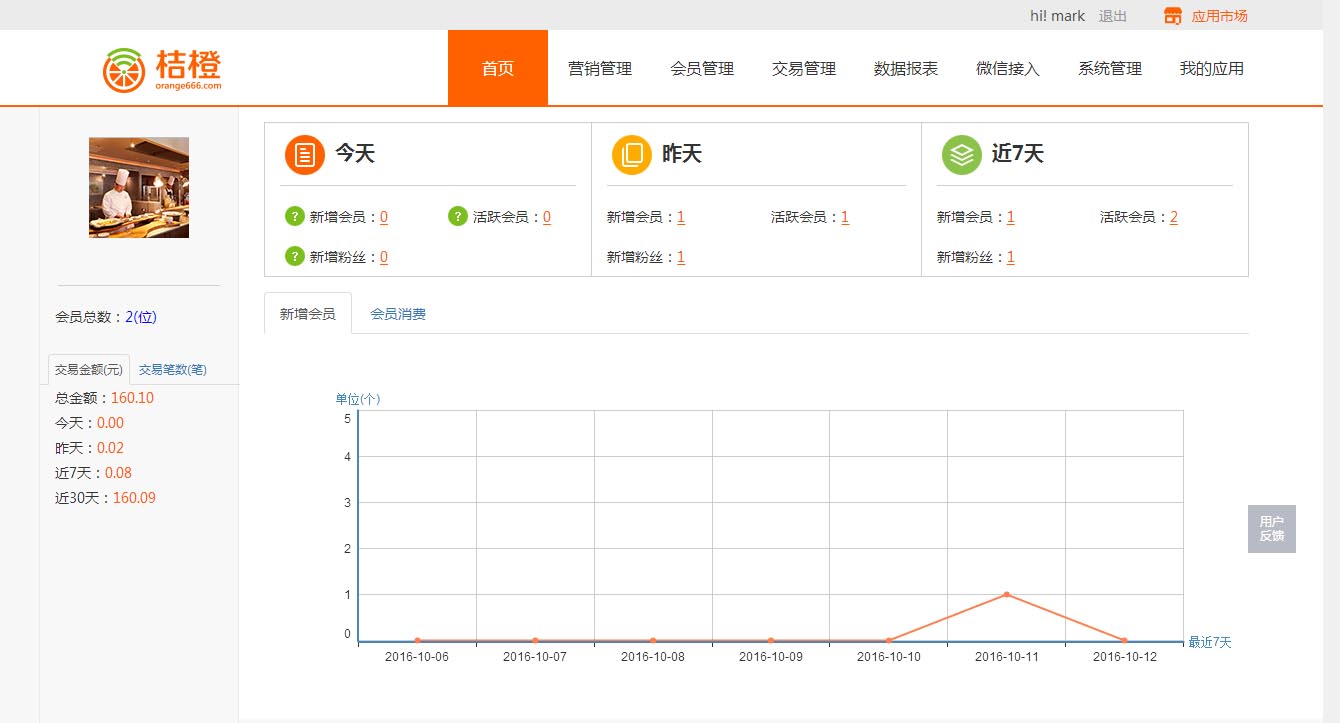 hi! mark 退出 应用市场
桔橙
orange666.com
首页 营销管理 会员管理 交易管理 数据报表 微信接入 系统管理 我的应用
今天
? 新增会员：0 ? 活跃会员：0
? 新增粉丝：0
昨天
新增会员：1 活跃会员：1
新增粉丝：1
近7天
新增会员：1 活跃会员：2
新增粉丝：1
会员总数：2(位)
交易金额(元) 交易笔数(笔)
总金额：160.10
今天：0.00
昨天：0.02
近7天：0.08
近30天：160.09
新增会员 会员消费
单位(个)
5
4
3
2
1
0
2016-10-06 2016-10-07 2016-10-08 2016-10-09 2016-10-10 2016-10-11 2016-10-12
最近7天
用户
反馈